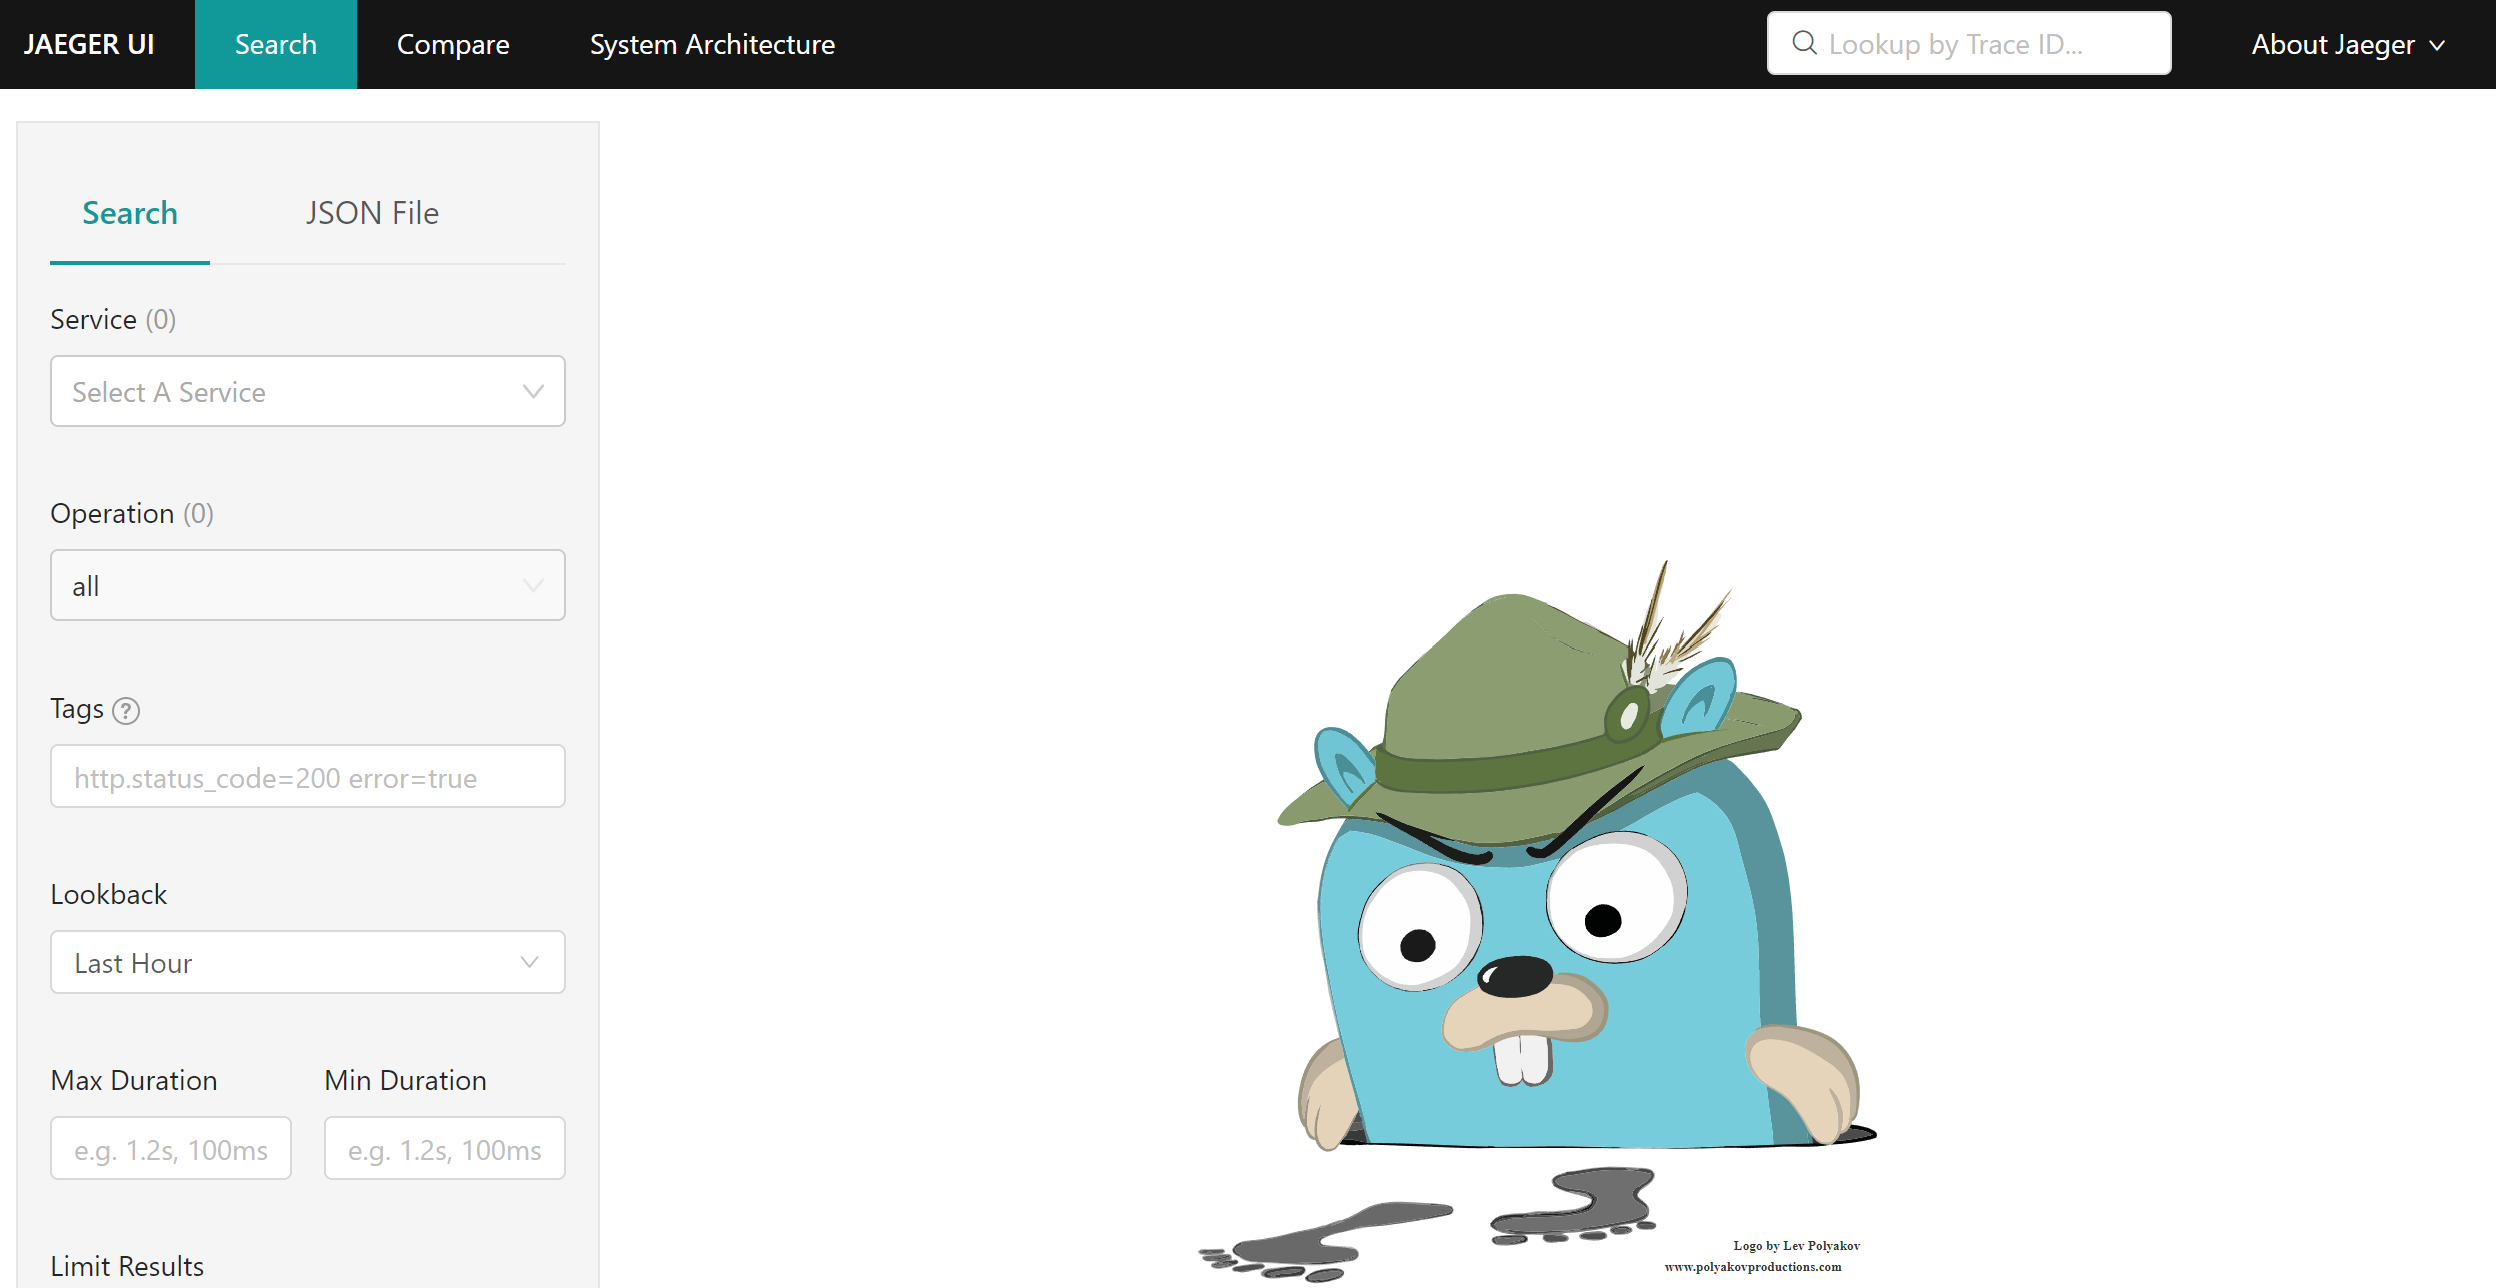 JAEGER UI Search Compare System Architecture Lookup by Trace ID... About Jaeger
Search JSON File
Service (0)
Select A Service
Operation (0)
all
Tags ?
http.status_code=200 error=true
Lookback
Last Hour
Max Duration Min Duration
e.g. 1.2s, 100ms e.g. 1.2s, 100ms
Limit Results
Logo by Lev Polyakov
www.polyakovproductions.com